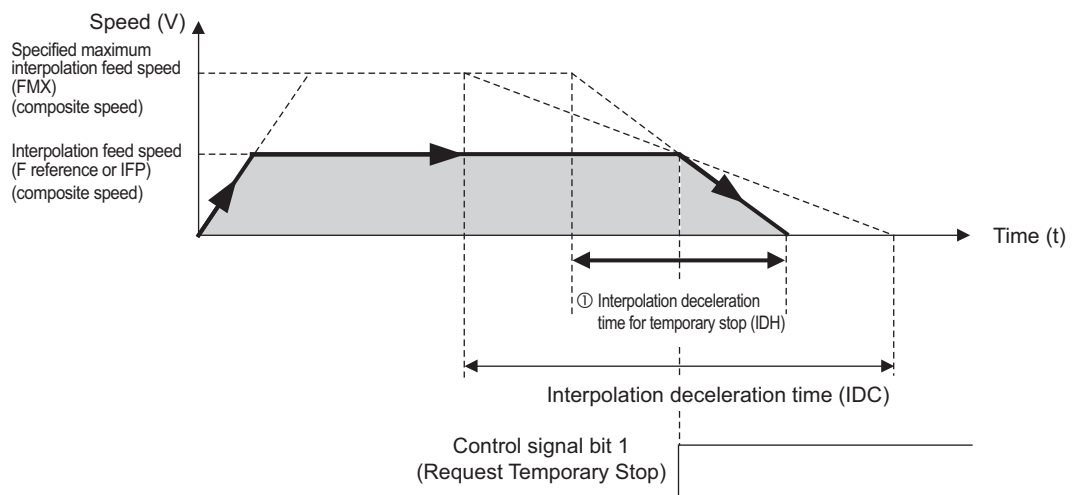 Speed (V)
Specified maximum
interpolation feed speed
(FMX)
(composite speed)
Interpolation feed speed
(F reference or IFP)
(composite speed)
Time (t)
① Interpolation deceleration
time for temporary stop (IDH)
Interpolation deceleration time (IDC)
Control signal bit 1
(Request Temporary Stop)